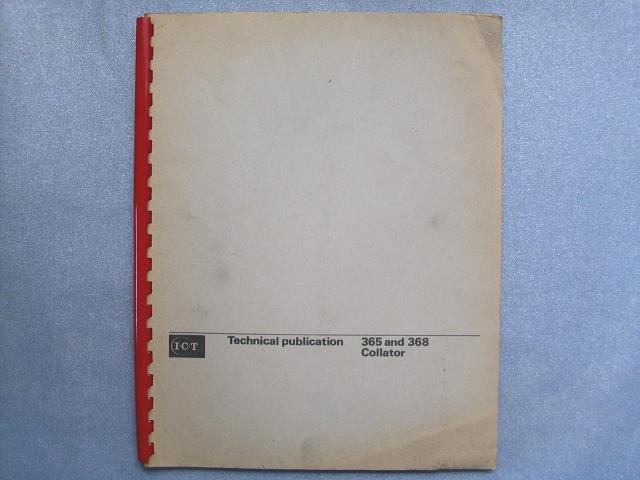 I·C·T
Technical publication
365 and 368
Collator